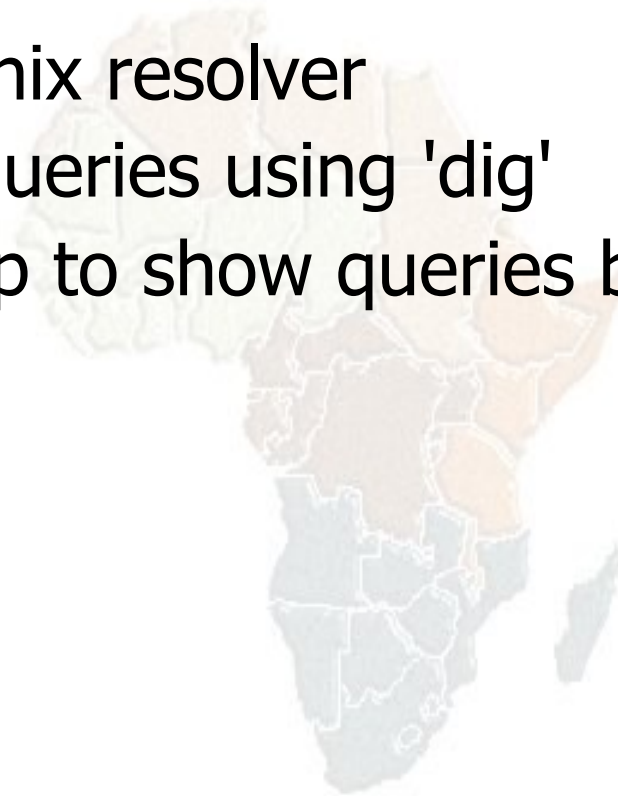 nix resolver
ueries using 'dig'
p to show queries b